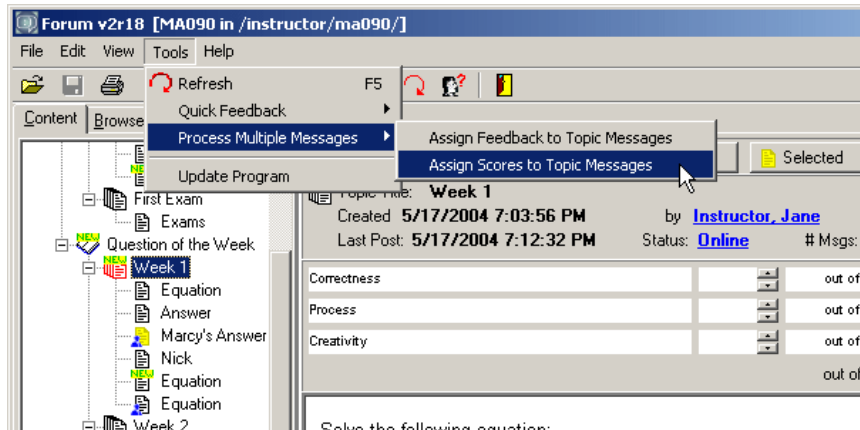 Forum v2r18 [MA090 in /instructor/ma090/]
File Edit View Tools Help
Refresh F5
Quick Feedback
Process Multiple Messages
Update Program
Assign Feedback to Topic Messages
Assign Scores to Topic Messages
Content Browse
Selected
First Exam
Exams
NEW Question of the Week
NEW Week 1
Equation
Answer
Marcy's Answer
Nick
NEW Equation
Equation
Week 2
Title: Week 1
Created 5/17/2004 7:03:56 PM by Instructor, Jane
Last Post: 5/17/2004 7:12:32 PM Status: Online # Msgs:
Correctness out of
Process out of
Creativity out of
out of
Solve the following equation: